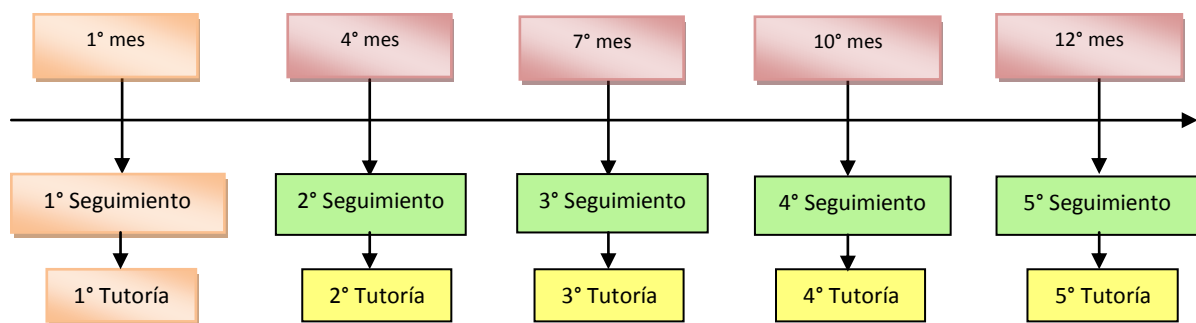 1° mes
4° mes
7° mes
10° mes
12° mes
1° Seguimiento
2° Seguimiento
3° Seguimiento
4° Seguimiento
5° Seguimiento
1° Tutoría
2° Tutoría
3° Tutoría
4° Tutoría
5° Tutoría